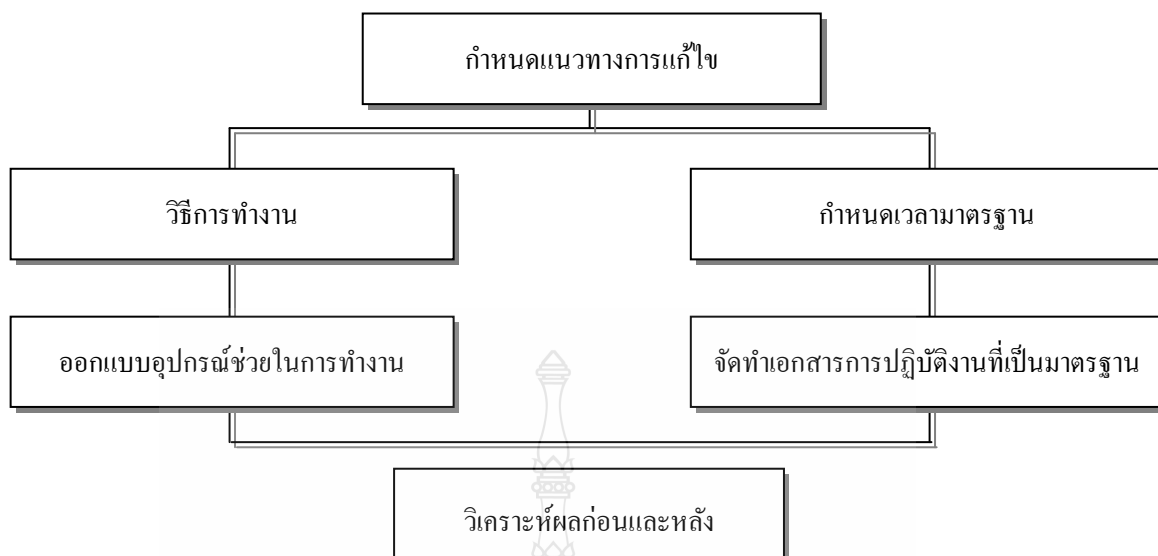 กำหนดแนวทางการแก้ไข
วิธีการทำงาน
กำหนดเวลามาตรฐาน
ออกแบบอุปกรณ์ช่วยในการทำงาน
จัดทำเอกสารการปฏิบัติงานที่เป็นมาตรฐาน
วิเคราะห์ผลก่อนและหลัง